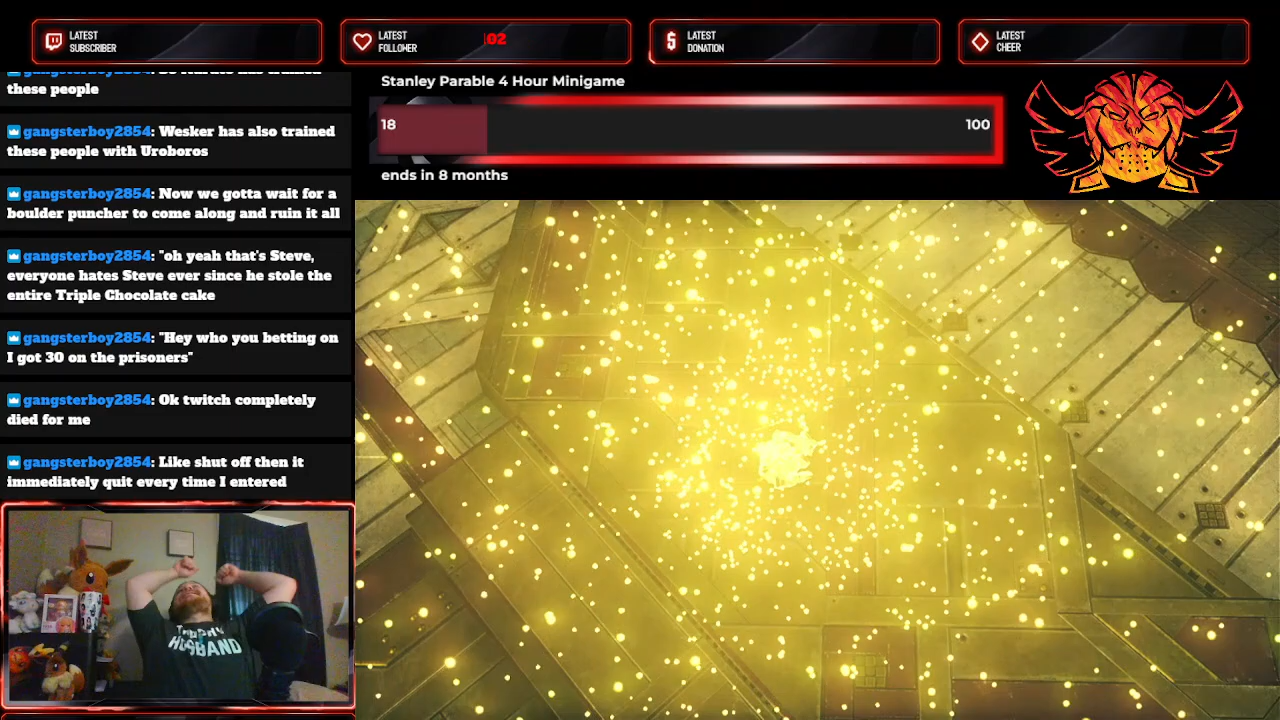 LATEST
SUBSCRIBER
LATEST
FOLLOWER
02
LATEST
DONATION
LATEST
CHEER
Stanley Parable 4 Hour Minigame
18
100
ends in 8 months
these people
gangsterboy2854: Wesker has also trained
these people with Uroboros
gangsterboy2854: Now we gotta wait for a
boulder puncher to come along and ruin it all
gangsterboy2854: "oh yeah that's Steve,
everyone hates Steve ever since he stole the
entire Triple Chocolate cake
gangsterboy2854: "Hey who you betting on
I got 30 on the prisoners"
gangsterboy2854: Ok twitch completely
died for me
gangsterboy2854: Like shut off then it
immediately quit every time I entered
TROPHY
HUSBAND